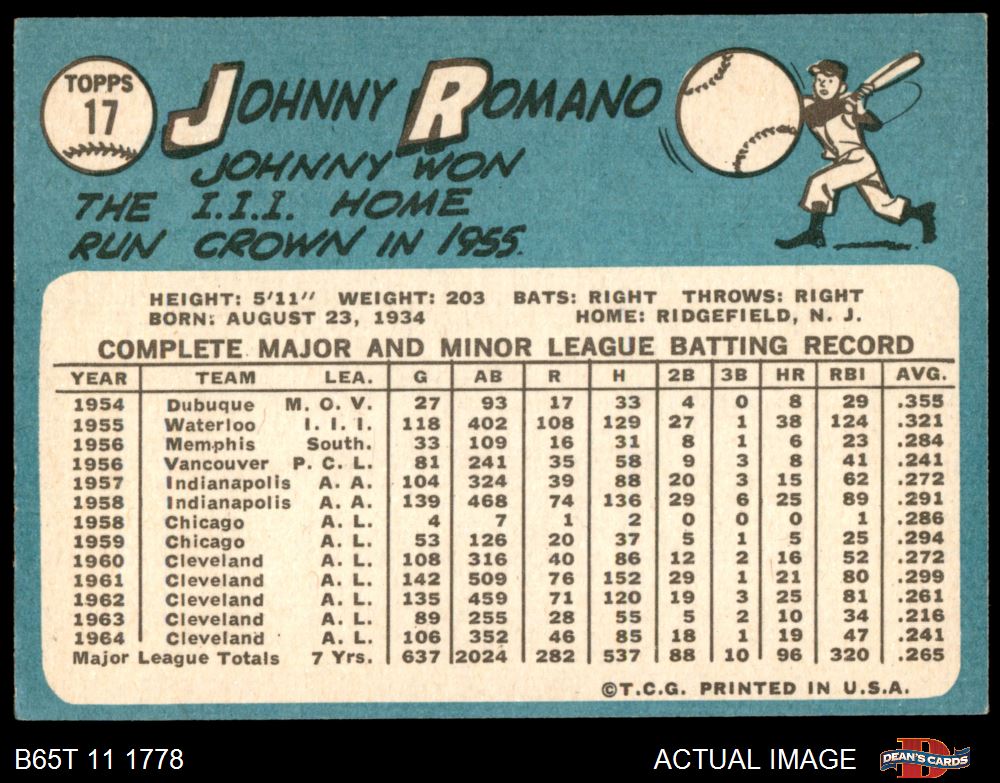 TOPPS
17
JOHNNY ROMANO
JOHNNY WON
THE I.I.I. HOME
RUN CROWN IN 1955.
HEIGHT: 5'11" WEIGHT: 203 BATS: RIGHT THROWS: RIGHT
BORN: AUGUST 23, 1934 HOME: RIDGEFIELD, N. J.
COMPLETE MAJOR AND MINOR LEAGUE BATTING RECORD
YEAR TEAM LEA. G AB R H 2B 3B HR RBI AVG.
1954 Dubuque M. O. V. 27 93 17 33 4 0 8 29 .355
1955 Waterloo I. I. I. 118 402 108 129 27 1 38 124 .321
1956 Memphis South. 33 109 16 31 8 1 6 23 .284
1956 Vancouver P. C. L. 81 241 35 58 9 3 8 41 .241
1957 Indianapolis A. A. 104 324 39 88 20 3 15 62 .272
1958 Indianapolis A. A. 139 468 74 136 29 6 25 89 .291
1958 Chicago A. L. 4 7 1 2 0 0 0 1 .286
1959 Chicago A. L. 53 126 20 37 5 1 5 25 .294
1960 Cleveland A. L. 108 316 40 86 12 2 16 52 .272
1961 Cleveland A. L. 142 509 76 152 29 1 21 80 .299
1962 Cleveland A. L. 135 459 71 120 19 3 25 81 .261
1963 Cleveland A. L. 89 255 28 55 5 2 10 34 .216
1964 Cleveland A. L. 106 352 46 85 18 1 19 47 .241
Major League Totals 7 Yrs. 637 2024 282 537 88 10 96 320 .265
©T.C.G. PRINTED IN U.S.A.
B65T 11 1778 ACTUAL IMAGE DEAN'S CARDS